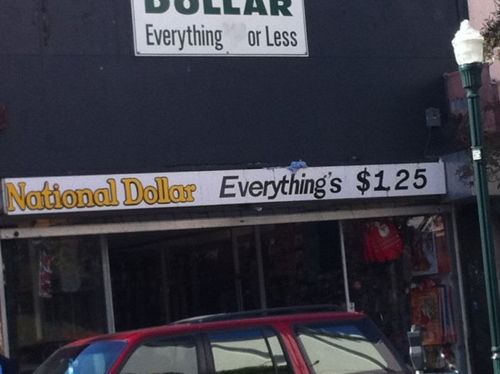 DOLLAR
Everything or Less
National Dollar Everything's $1.25